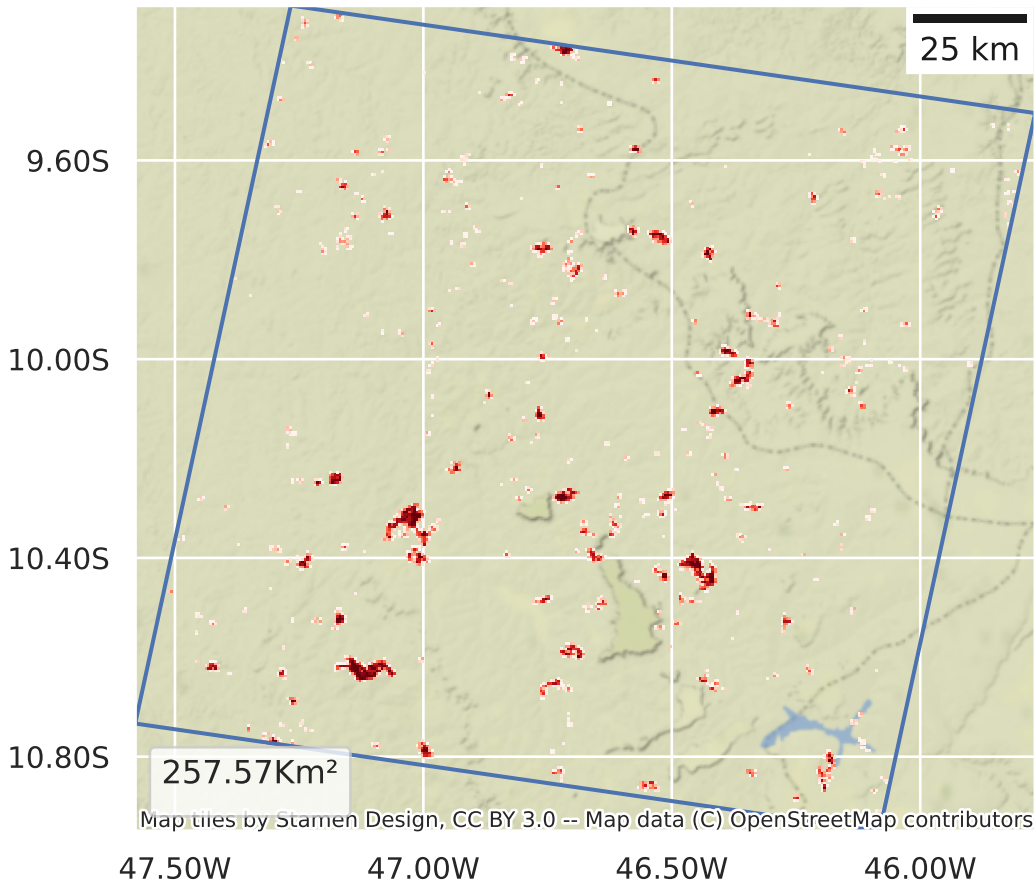 25 km
9.60S
10.00S
10.40S
10.80S
257.57Km²
Map tiles by Stamen Design, CC BY 3.0 -- Map data (C) OpenStreetMap contributors
47.50W 47.00W 46.50W 46.00W